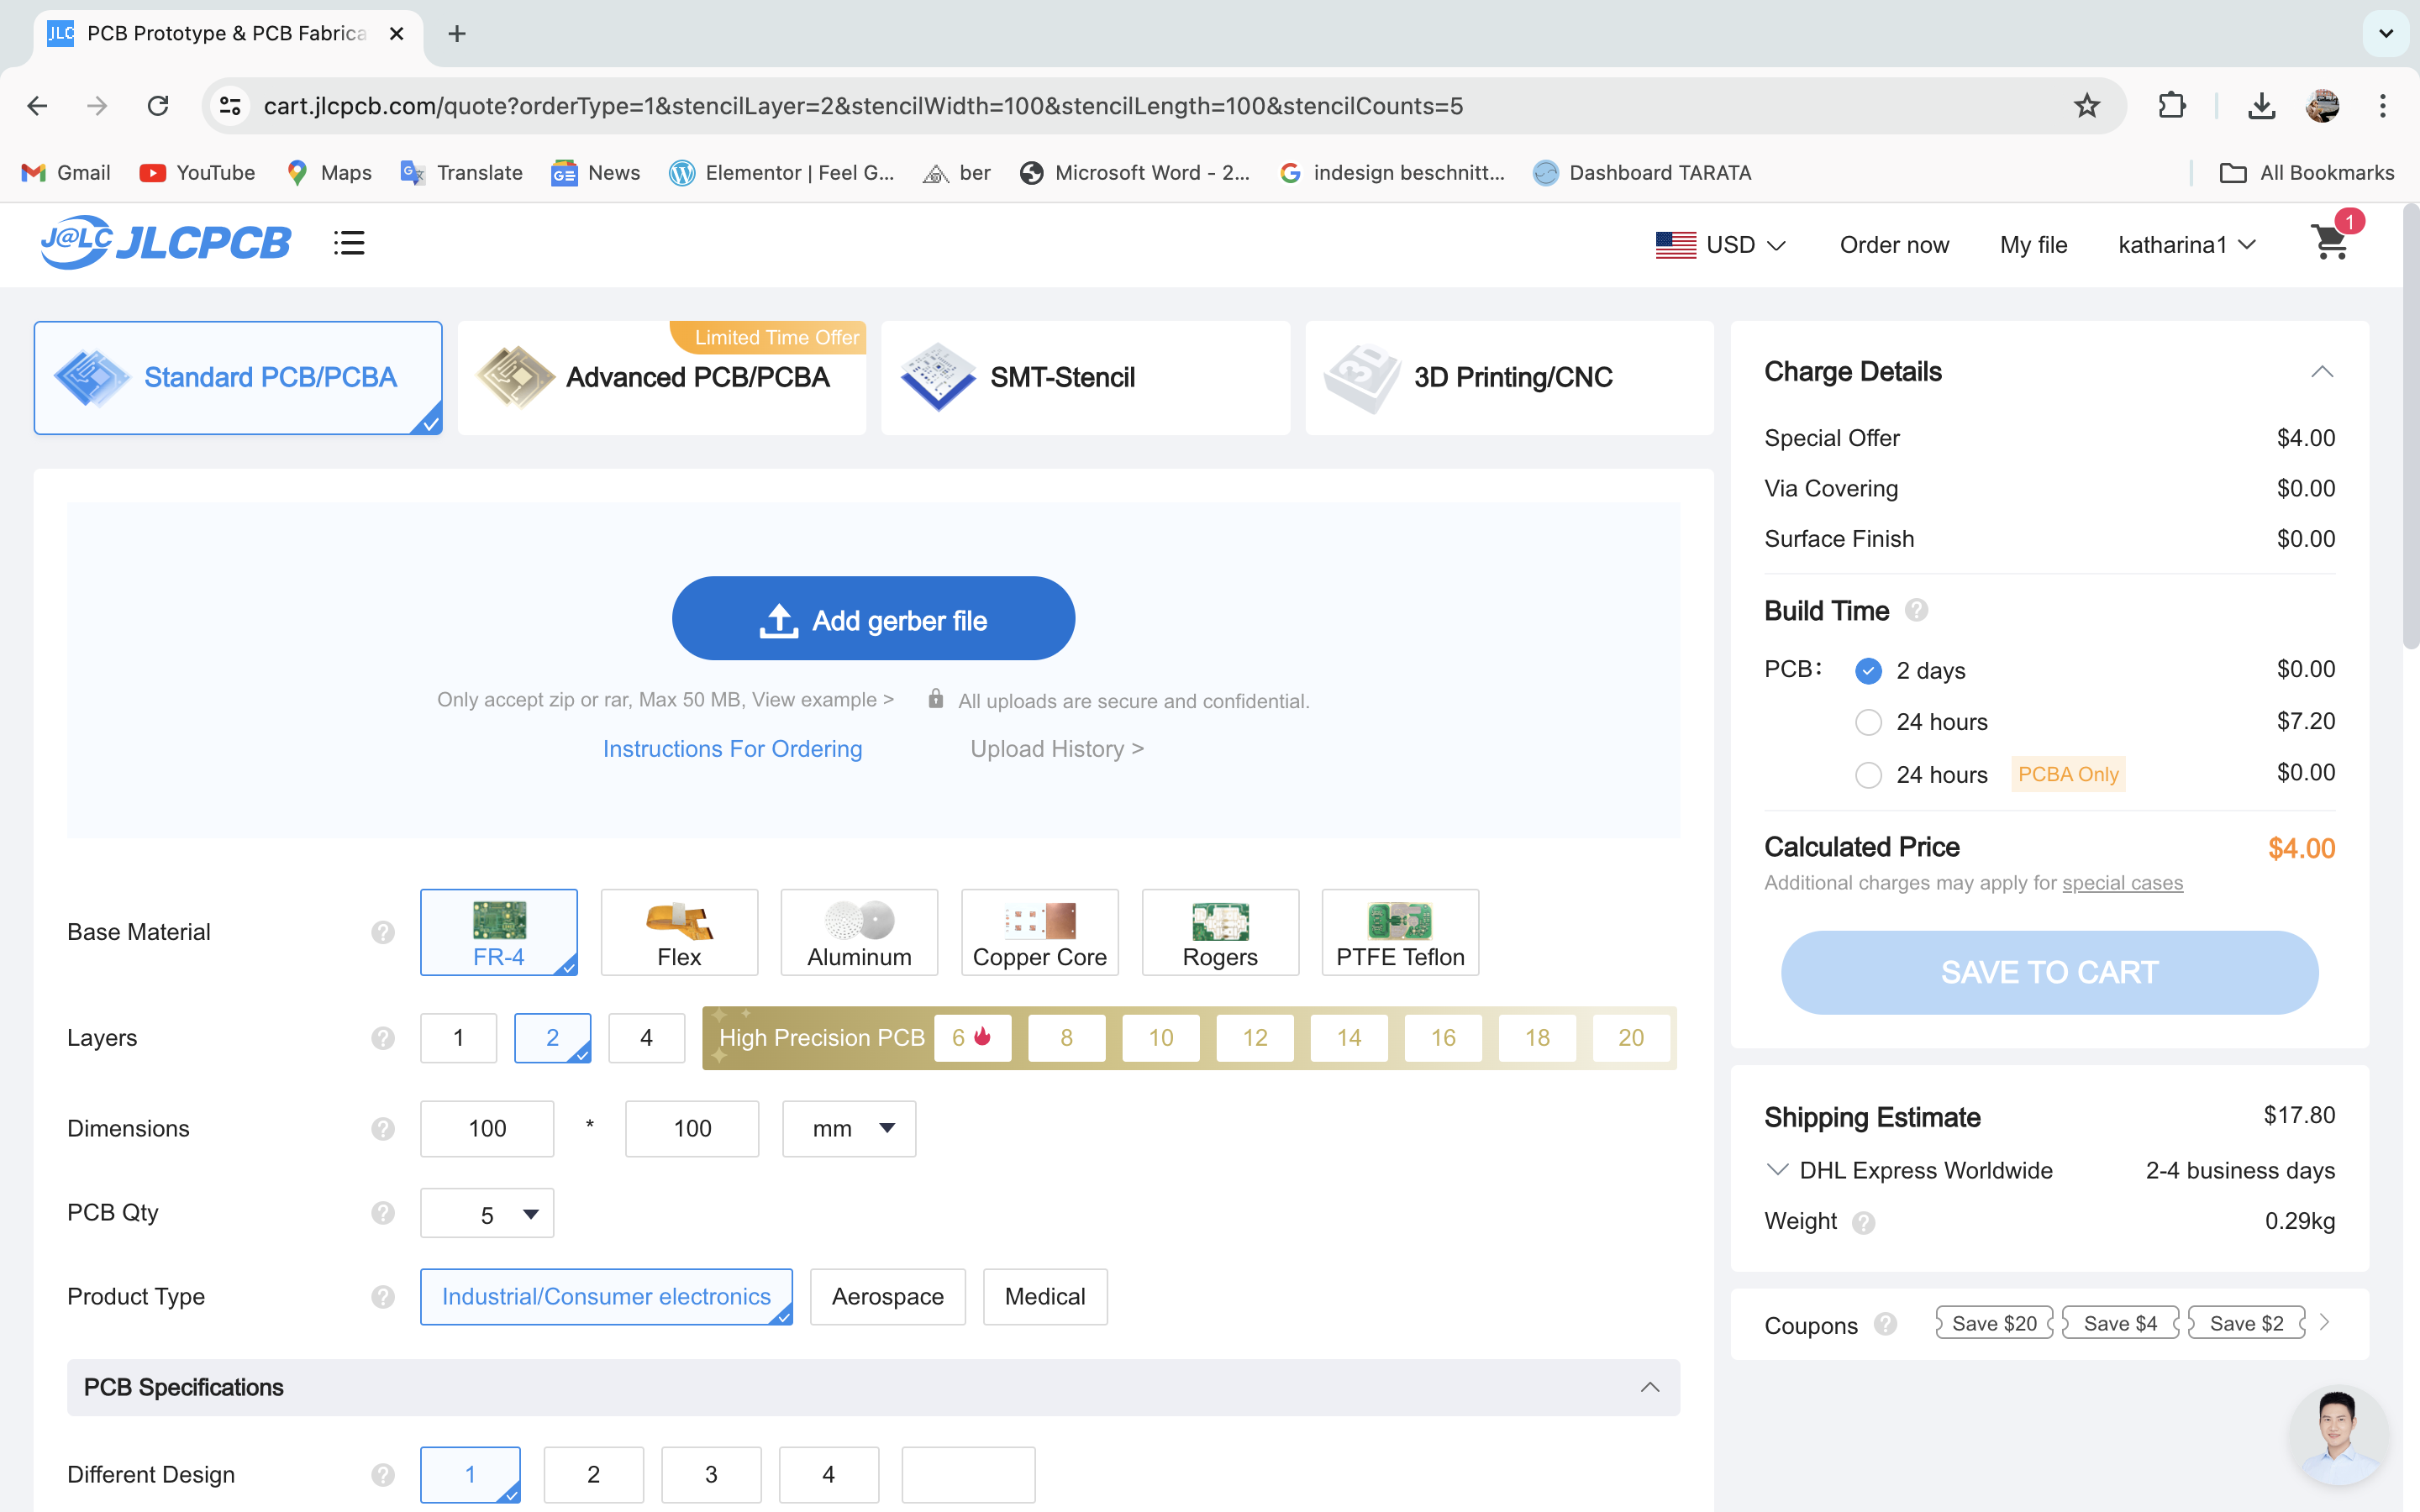 JLC PCB Prototype & PCB Fabrica
cart.jlcpcb.com/quote?orderType=1&stencilLayer=2&stencilWidth=100&stencilLength=100&stencilCounts=5
Gmail YouTube Maps Translate News Elementor | Feel G... ber Microsoft Word - 2... indesign beschnitt... Dashboard TARATA All Bookmarks
J@LC JLCPCB USD Order now My file katharina1 1
Standard PCB/PCBA
Limited Time Offer
Advanced PCB/PCBA
SMT-Stencil
3D Printing/CNC
Add gerber file
Only accept zip or rar, Max 50 MB, View example > All uploads are secure and confidential.
Instructions For Ordering Upload History >
Base Material ? FR-4 Flex Aluminum Copper Core Rogers PTFE Teflon
Layers ? 1 2 4 High Precision PCB 6 8 10 12 14 16 18 20
Dimensions ? 100 * 100 mm
PCB Qty ? 5
Product Type ? Industrial/Consumer electronics Aerospace Medical
PCB Specifications
Different Design ? 1 2 3 4
Charge Details
Special Offer $4.00
Via Covering $0.00
Surface Finish $0.00
Build Time ?
PCB: 2 days $0.00
24 hours $7.20
24 hours PCBA Only $0.00
Calculated Price $4.00
Additional charges may apply for special cases
SAVE TO CART
Shipping Estimate $17.80
DHL Express Worldwide 2-4 business days
Weight ? 0.29kg
Coupons ? Save $20 Save $4 Save $2